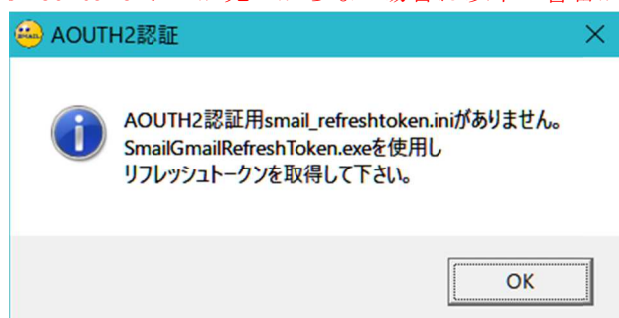 AOUTH2認証
AOUTH2認証用smail_refreshtoken.iniがありません。
SmailGmailRefreshToken.exeを使用し
リフレッシュトークンを取得して下さい。
OK